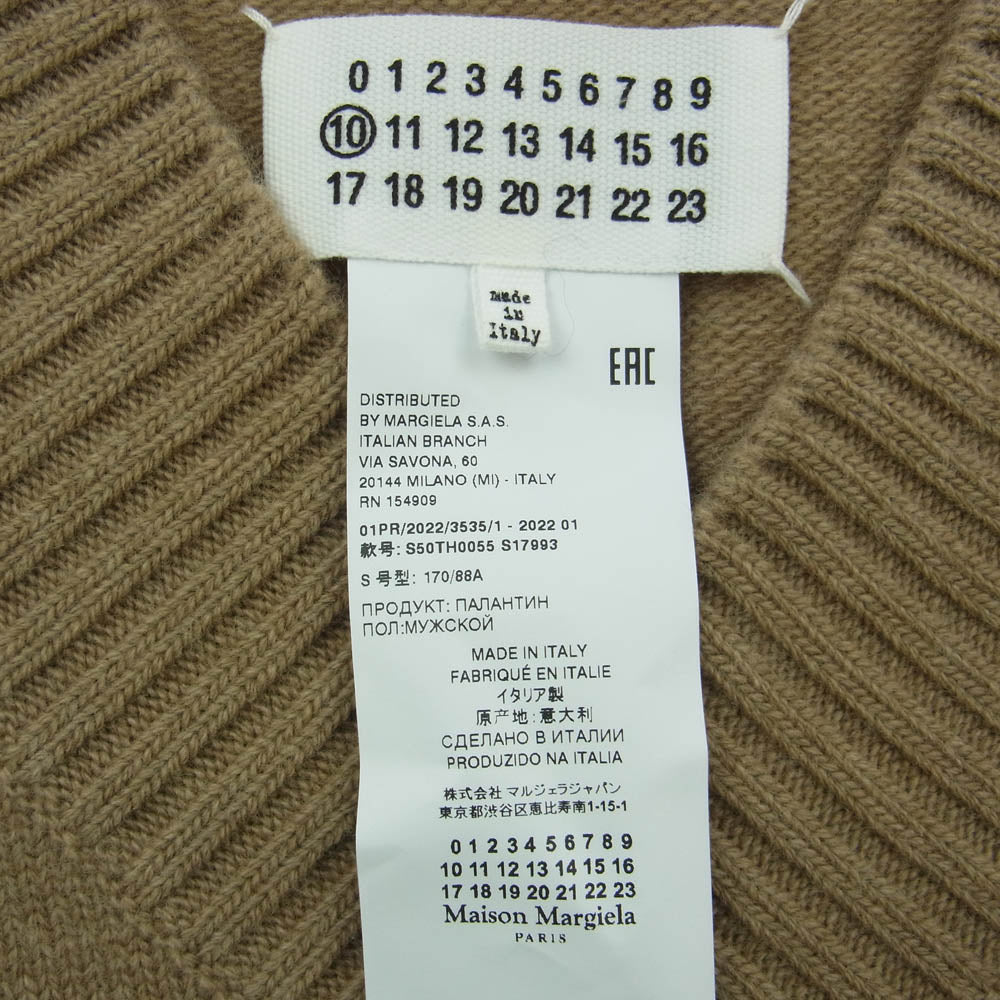 0 1 2 3 4 5 6 7 8 9
10 11 12 13 14 15 16
17 18 19 20 21 22 23
made
in
Italy
EAC
DISTRIBUTED
BY MARGIELA S.A.S.
ITALIAN BRANCH
VIA SAVONA, 60
20144 MILANO (MI) - ITALY
RN 154909
01PR/2022/3535/1 - 2022 01
款号: S50TH0055 S17993
S 号型: 170/88A
ПРОДУКТ: ПАЛАНТИН
ПОЛ:МУЖСКОЙ
MADE IN ITALY
FABRIQUÉ EN ITALIE
イタリア製
原产地:意大利
СДЕЛАНО В ИТАЛИИ
PRODUZIDO NA ITALIA
株式会社 マルジェラジャパン
東京都渋谷区恵比寿南1-15-1
0 1 2 3 4 5 6 7 8 9
10 11 12 13 14 15 16
17 18 19 20 21 22 23
Maison Margiela
PARIS